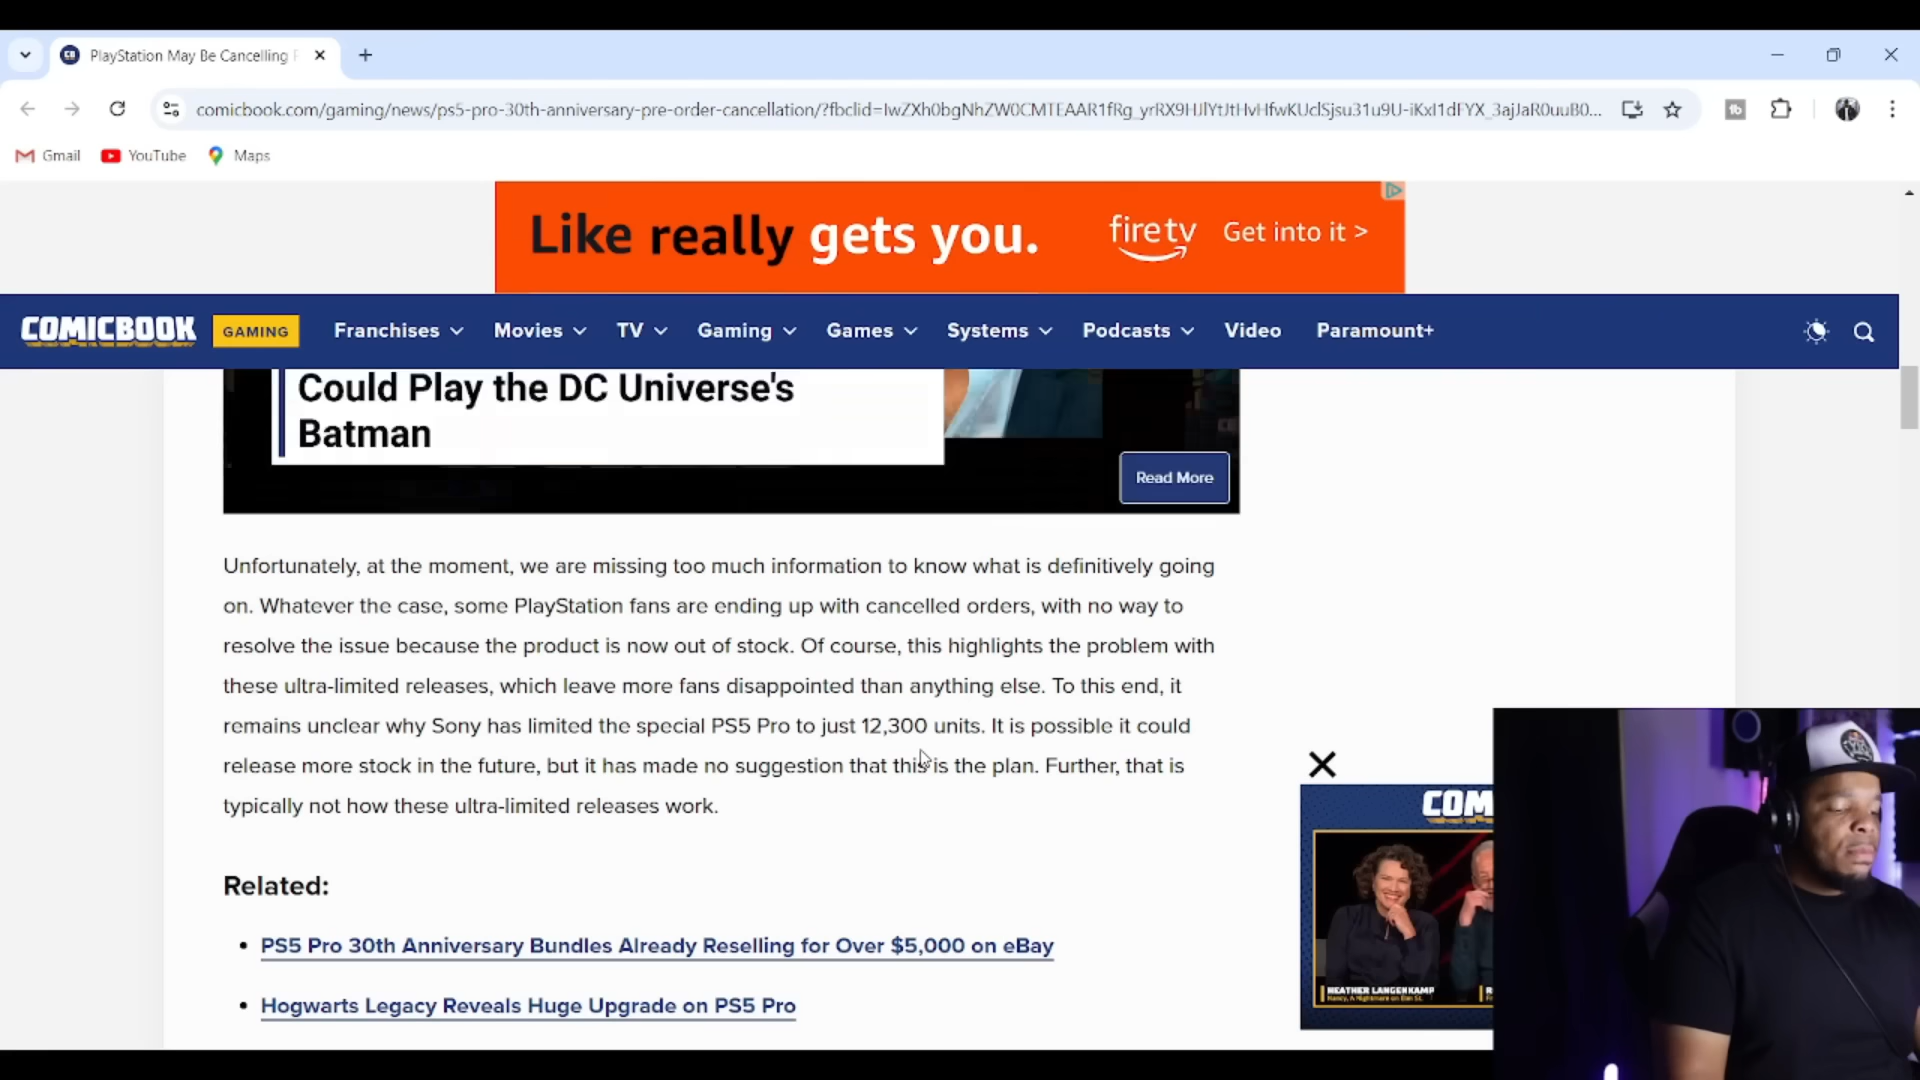 PlayStation May Be Cancelling
comicbook.com/gaming/news/ps5-pro-30th-anniversary-pre-order-cancellation/?fbclid=
Gmail
YouTube
Maps
Like really gets you.
fire tv
Get into it >
COMICBOOK
GAMING
Franchises
Movies
TV
Gaming
Games
Systems
Podcasts
Video
Paramount+
Could Play the DC Universe's
Batman
Read More
Unfortunately, at the moment, we are missing too much information to know what is definitively going
on. Whatever the case, some PlayStation fans are ending up with cancelled orders, with no way to
resolve the issue because the product is now out of stock. Of course, this highlights the problem with
these ultra-limited releases, which leave more fans disappointed than anything else. To this end, it
remains unclear why Sony has limited the special PS5 Pro to just 12,300 units. It is possible it could
release more stock in the future, but it has made no suggestion that this is the plan. Further, that is
typically not how these ultra-limited releases work.
COM
HEATHER LANGENKAMP
Related:
• PS5 Pro 30th Anniversary Bundles Already Reselling for Over $5,000 on eBay
• Hogwarts Legacy Reveals Huge Upgrade on PS5 Pro